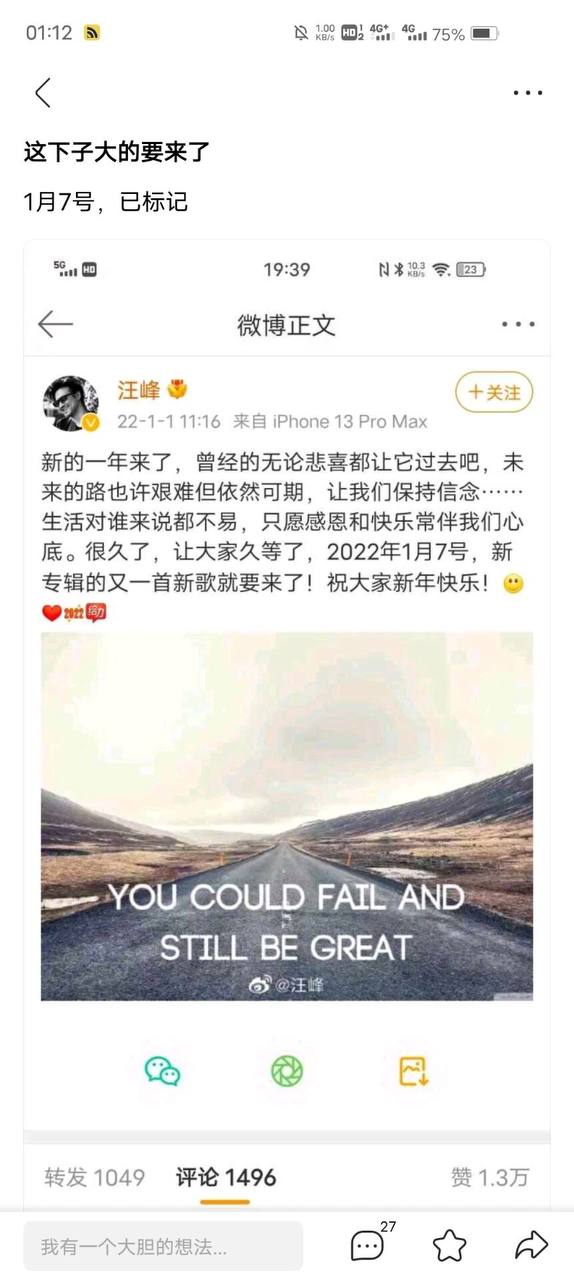 01:12
1.00 KB/s HD 1 2 4G+ 4G 75%
这下子大的要来了
1月7号，已标记
5G HD 19:39 10.3 KB/s 23
微博正文
汪峰
+关注
22-1-1 11:16 来自 iPhone 13 Pro Max
新的一年来了，曾经的无论悲喜都让它过去吧，未
来的路也许艰难但依然可期，让我们保持信念……
生活对谁来说都不易，只愿感恩和快乐常伴我们心
底。很久了，让大家久等了，2022年1月7号，新
专辑的又一首新歌就要来了！祝大家新年快乐！
2022 给力
YOU COULD FAIL AND
STILL BE GREAT
@汪峰
转发 1049 评论 1496 赞 1.3万
我有一个大胆的想法...
27